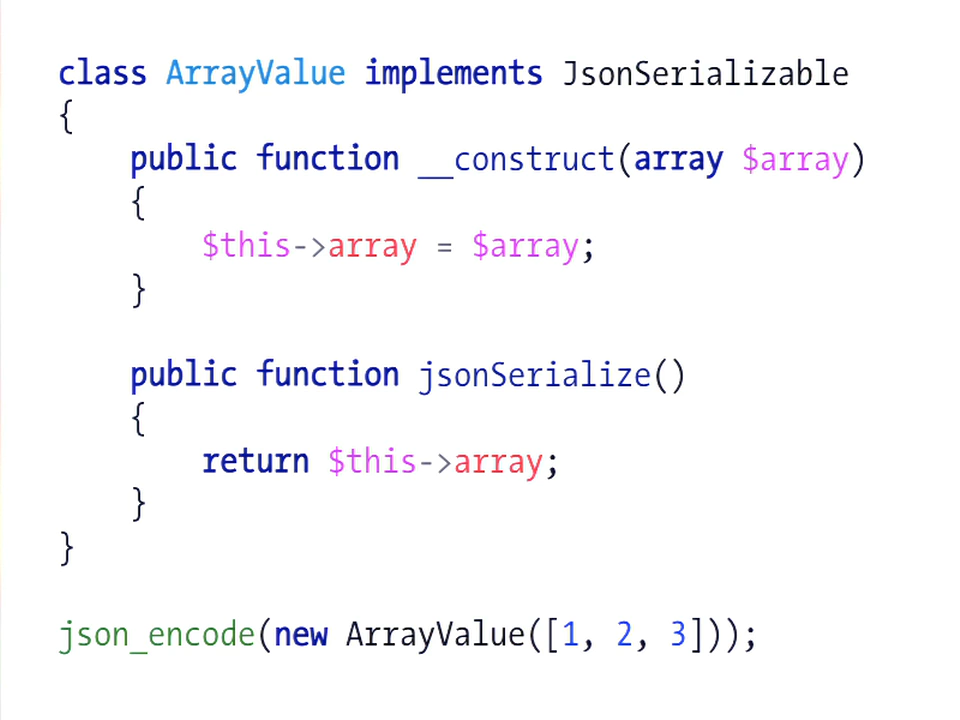 class ArrayValue implements JsonSerializable
{
    public function __construct(array $array)
    {
        $this->array = $array;
    }

    public function jsonSerialize()
    {
        return $this->array;
    }
}

json_encode(new ArrayValue([1, 2, 3]));